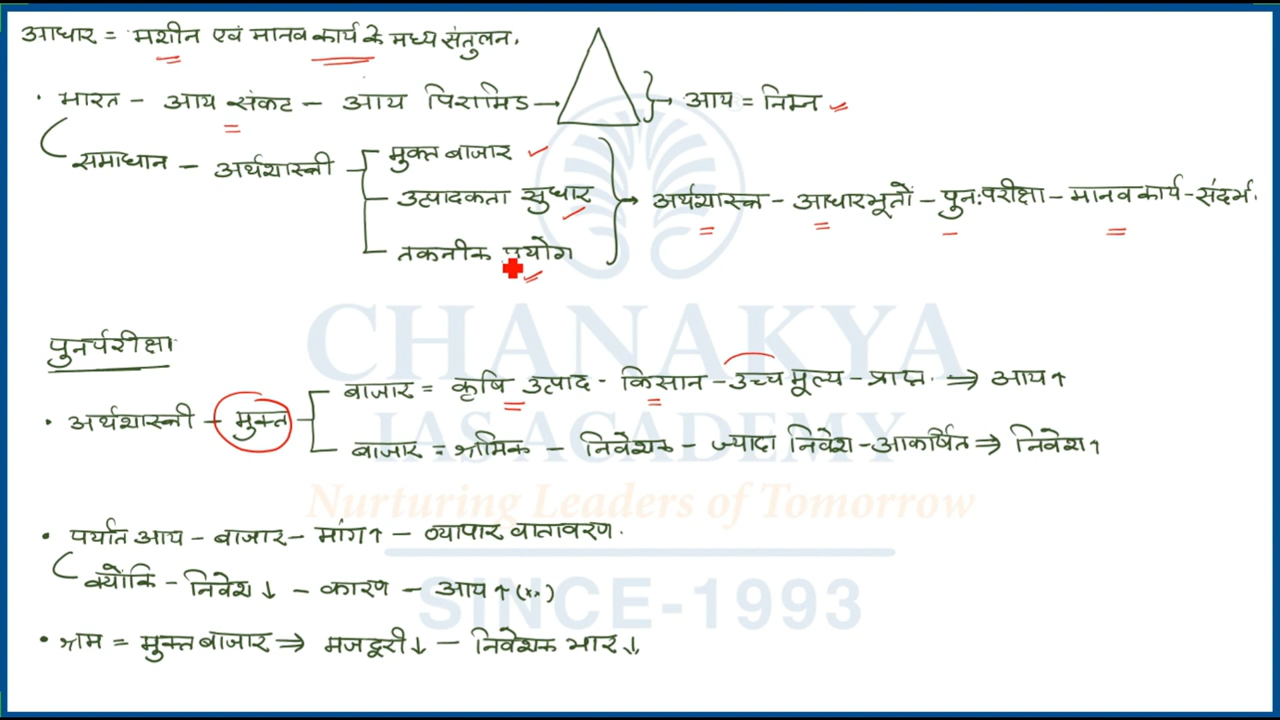 आधार = मशीन एवं मानव कार्य के मध्य संतुलन.
· भारत - आय संकट - आय पिरामिड → } → आय = निम्न
समाधान - अर्थशास्त्री - मुक्त बाजार
उत्पादकता सुधार → अर्थशास्त्र - आधारभूतों - पुनःपरीक्षा - मानव कार्य - संदर्भ.
तकनीक प्रयोग
पुनर्परीक्षा
· अर्थशास्त्री - मुक्त
बाजार = कृषि उत्पाद - किसान - उच्च मूल्य - प्राप्त. ⇒ आय↑
बाजार = श्रमिक - निवेशक - ज्यादा निवेश - आकर्षित ⇒ निवेश↑
· पर्याप्त आय - बाजार - मांग↑ - व्यापार वातावरण.
क्योंकि - निवेश↓ - कारण - आय↑(xx)
· श्रम = मुक्त बाजार ⇒ मजदूरी↓ - निवेशक भार↓
CHANAKYA
IAS ACADEMY
Nurturing Leaders of Tomorrow
SINCE-1993